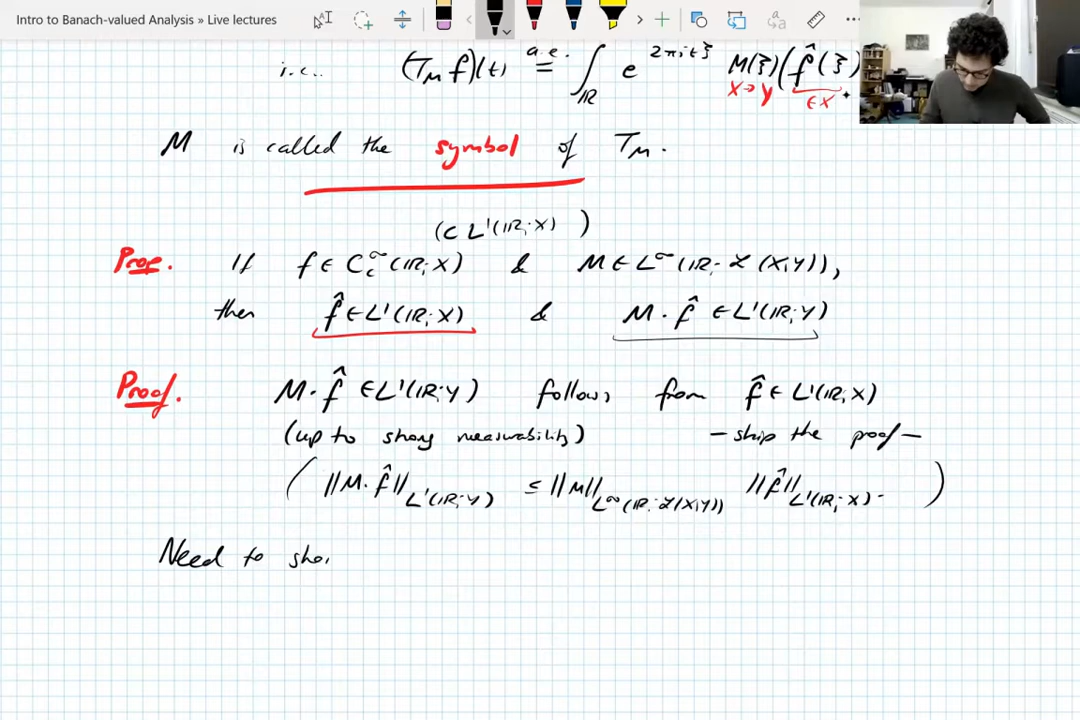 Intro to Banach-valued Analysis » Live lectures
i.e.. (T_M f)(t) a.e. = ∫_ℝ e^{2πitξ} M(ξ)(f̂(ξ)
X→Y ∈X
M is called the symbol of T_M.
(⊂ L¹(ℝ;X))
Prop. If f ∈ C_c^∞(ℝ;X) & M ∈ L^∞(ℝ; ℒ(X,Y)),
then f̂ ∈ L¹(ℝ;X) & M·f̂ ∈ L¹(ℝ;Y)
Proof. M·f̂ ∈ L¹(ℝ;Y) follows from f̂ ∈ L¹(ℝ;X)
(up to strong measurability) – skip the proof –
(‖M·f̂‖_{L¹(ℝ;Y)} ≤ ‖M‖_{L^∞(ℝ;ℒ(X,Y))} ‖f̂‖_{L¹(ℝ;X)}.)
Need to sho